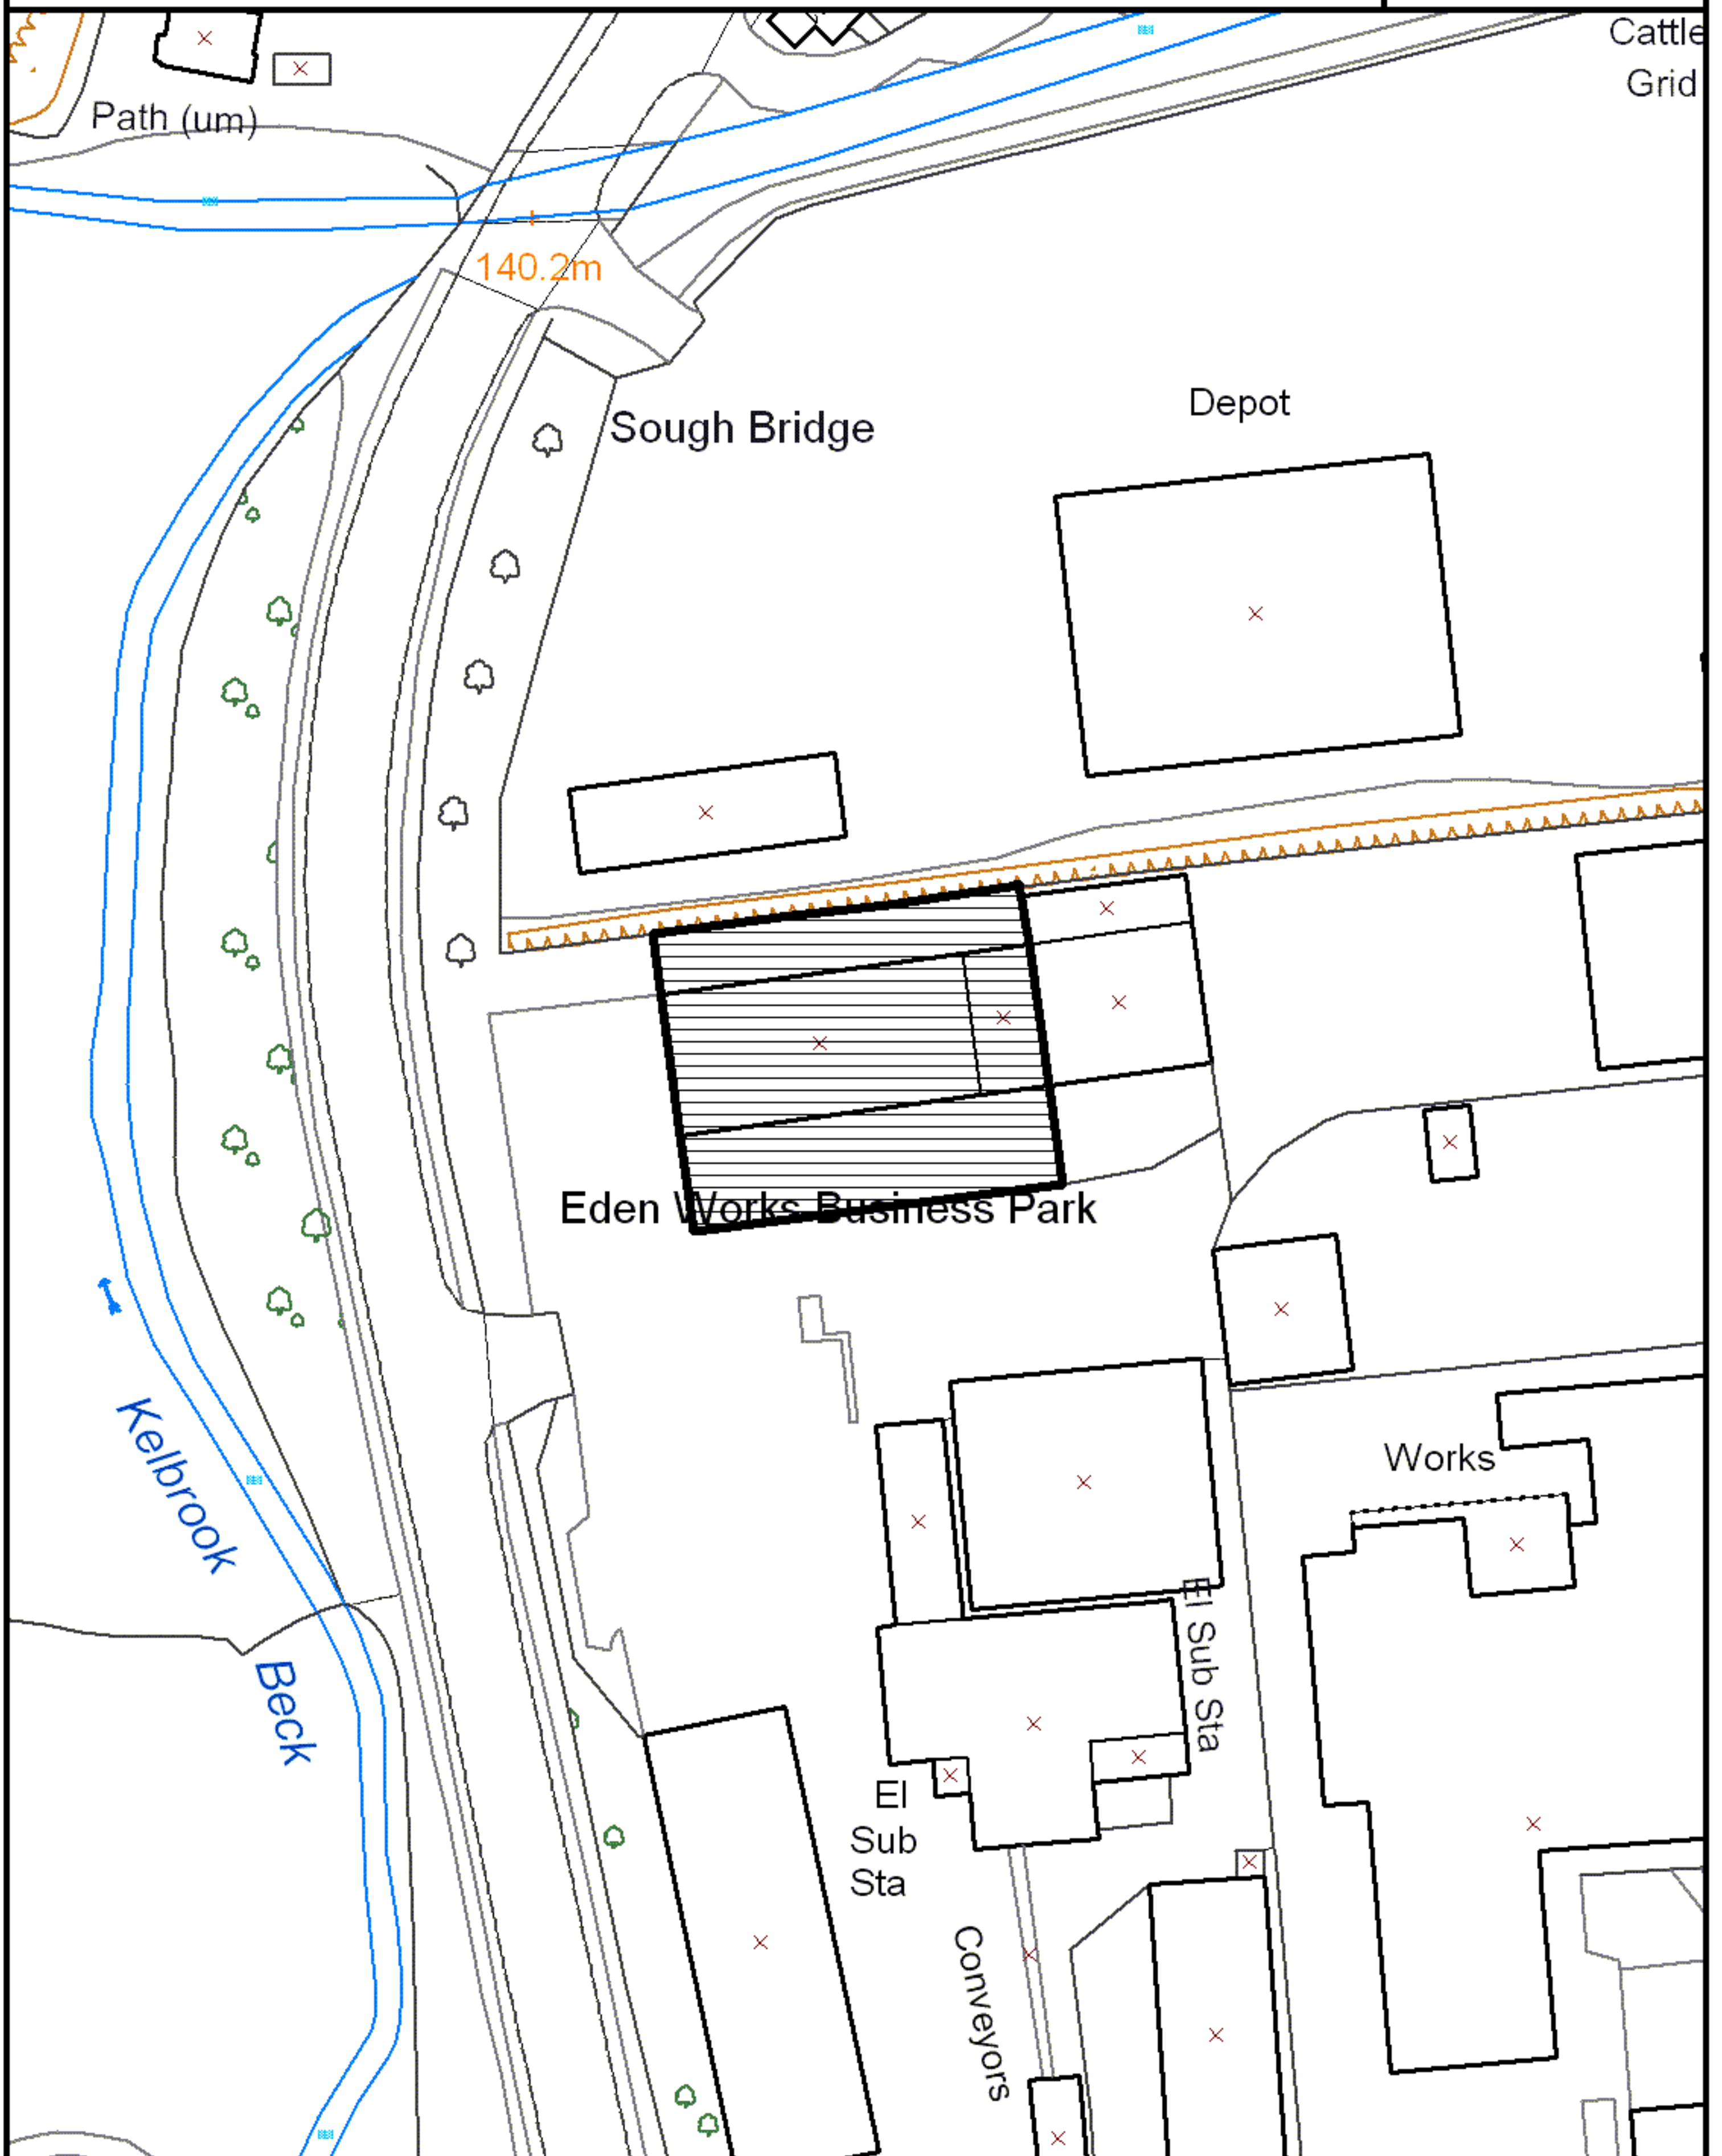 Cattle
Grid
Path (um)
140.2m
Sough Bridge
Depot
Eden Works Business Park
Kelbrook
Beck
Works
El Sub Sta
El
Sub
Sta
Conveyors